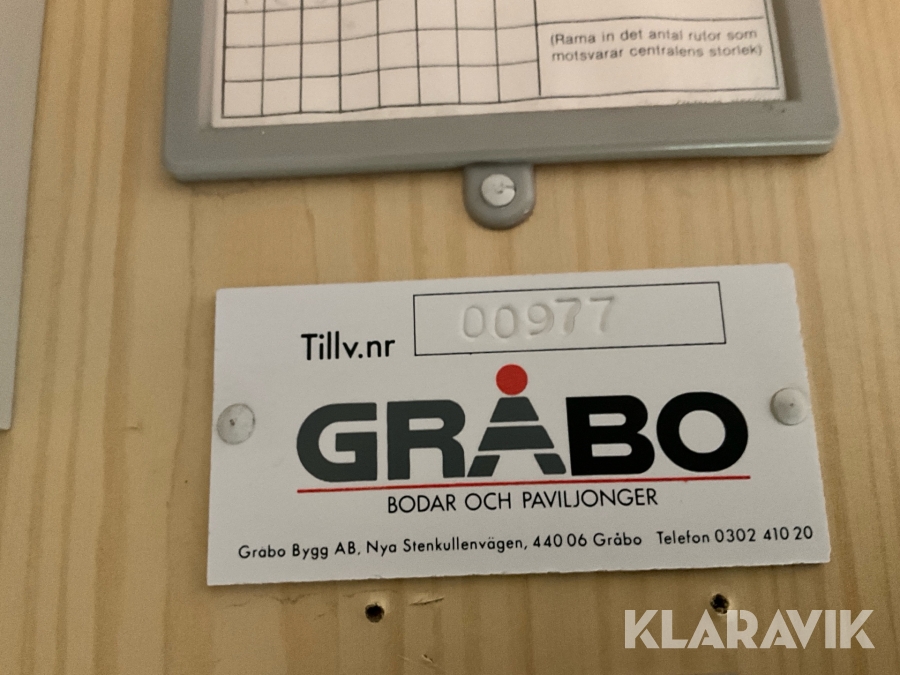 (Rama in det antal rutor som
motsvarar centralens storlek)
Tillv.nr 00977
GRÅBO
BODAR OCH PAVILJONGER
Gråbo Bygg AB, Nya Stenkullenvägen, 440 06 Gråbo Telefon 0302 410 20
KLARAVIK